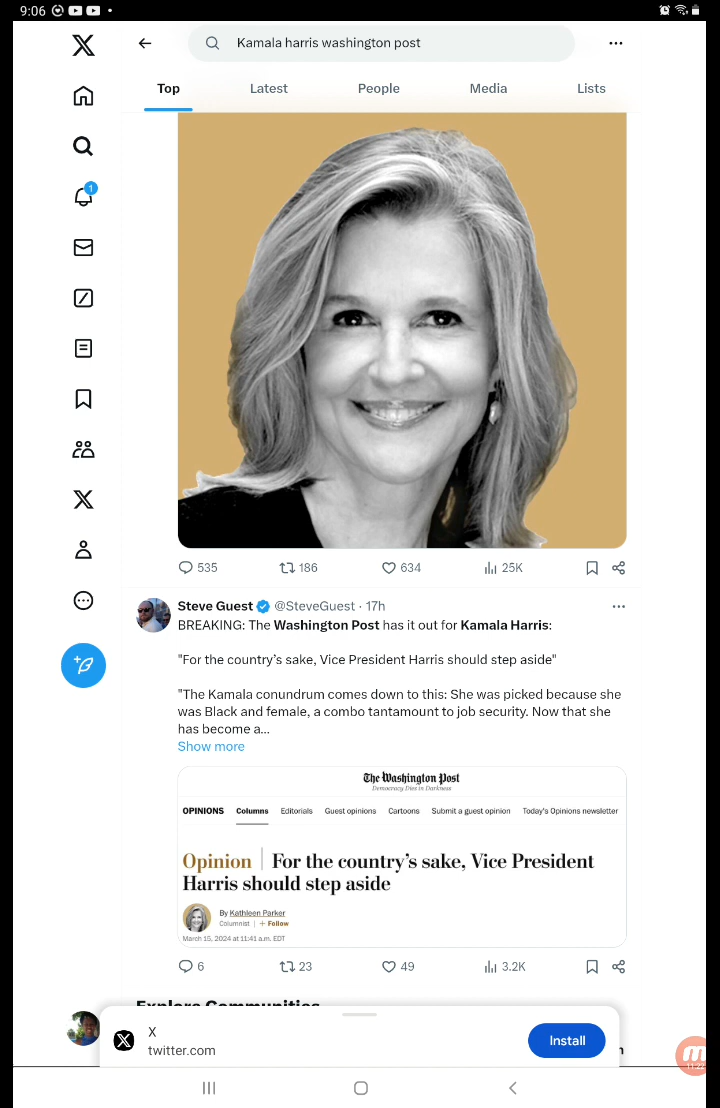 9:06
Kamala harris washington post
Top Latest People Media Lists
1
535 186 634 25K
Steve Guest @SteveGuest · 17h
BREAKING: The Washington Post has it out for Kamala Harris:
"For the country's sake, Vice President Harris should step aside"
"The Kamala conundrum comes down to this: She was picked because she
was Black and female, a combo tantamount to job security. Now that she
has become a...
Show more
The Washington Post
Democracy Dies in Darkness
OPINIONS Columns Editorials Guest opinions Cartoons Submit a guest opinion Today's Opinions newsletter
Opinion | For the country's sake, Vice President
Harris should step aside
By Kathleen Parker
Columnist | + Follow
March 15, 2024 at 11:41 a.m. EDT
6 23 49 3.2K
Explore Communities
X
twitter.com
Install
11:22